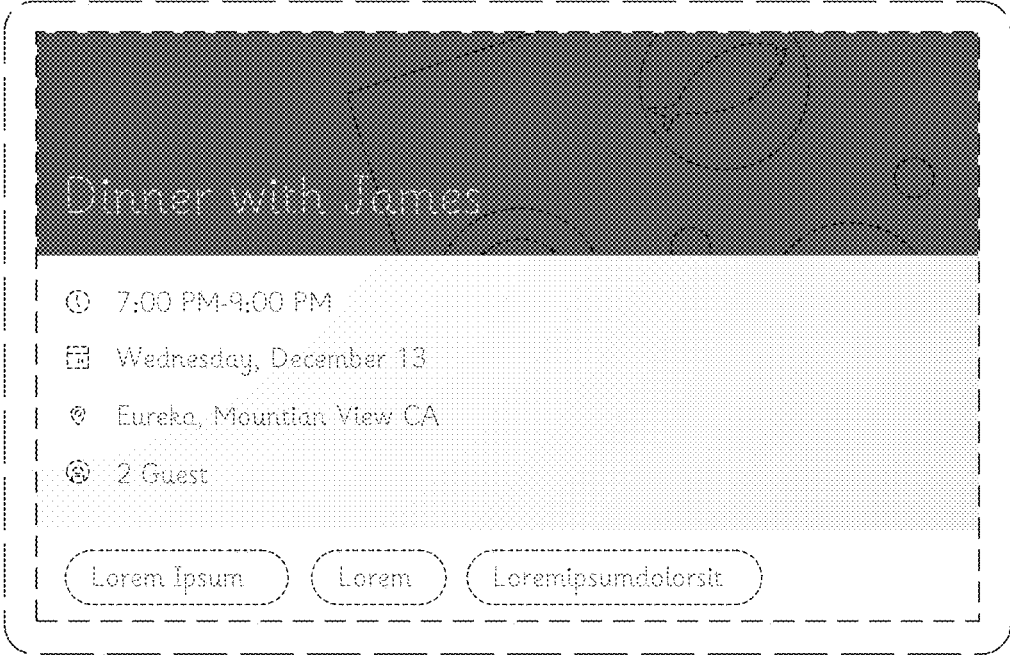 Dinner with James
7:00 PM-9:00 PM
Wednesday, December 13
Eureka, Mountian View CA
2 Guest
Lorem Ipsum
Lorem
Loremipsumdolorsit